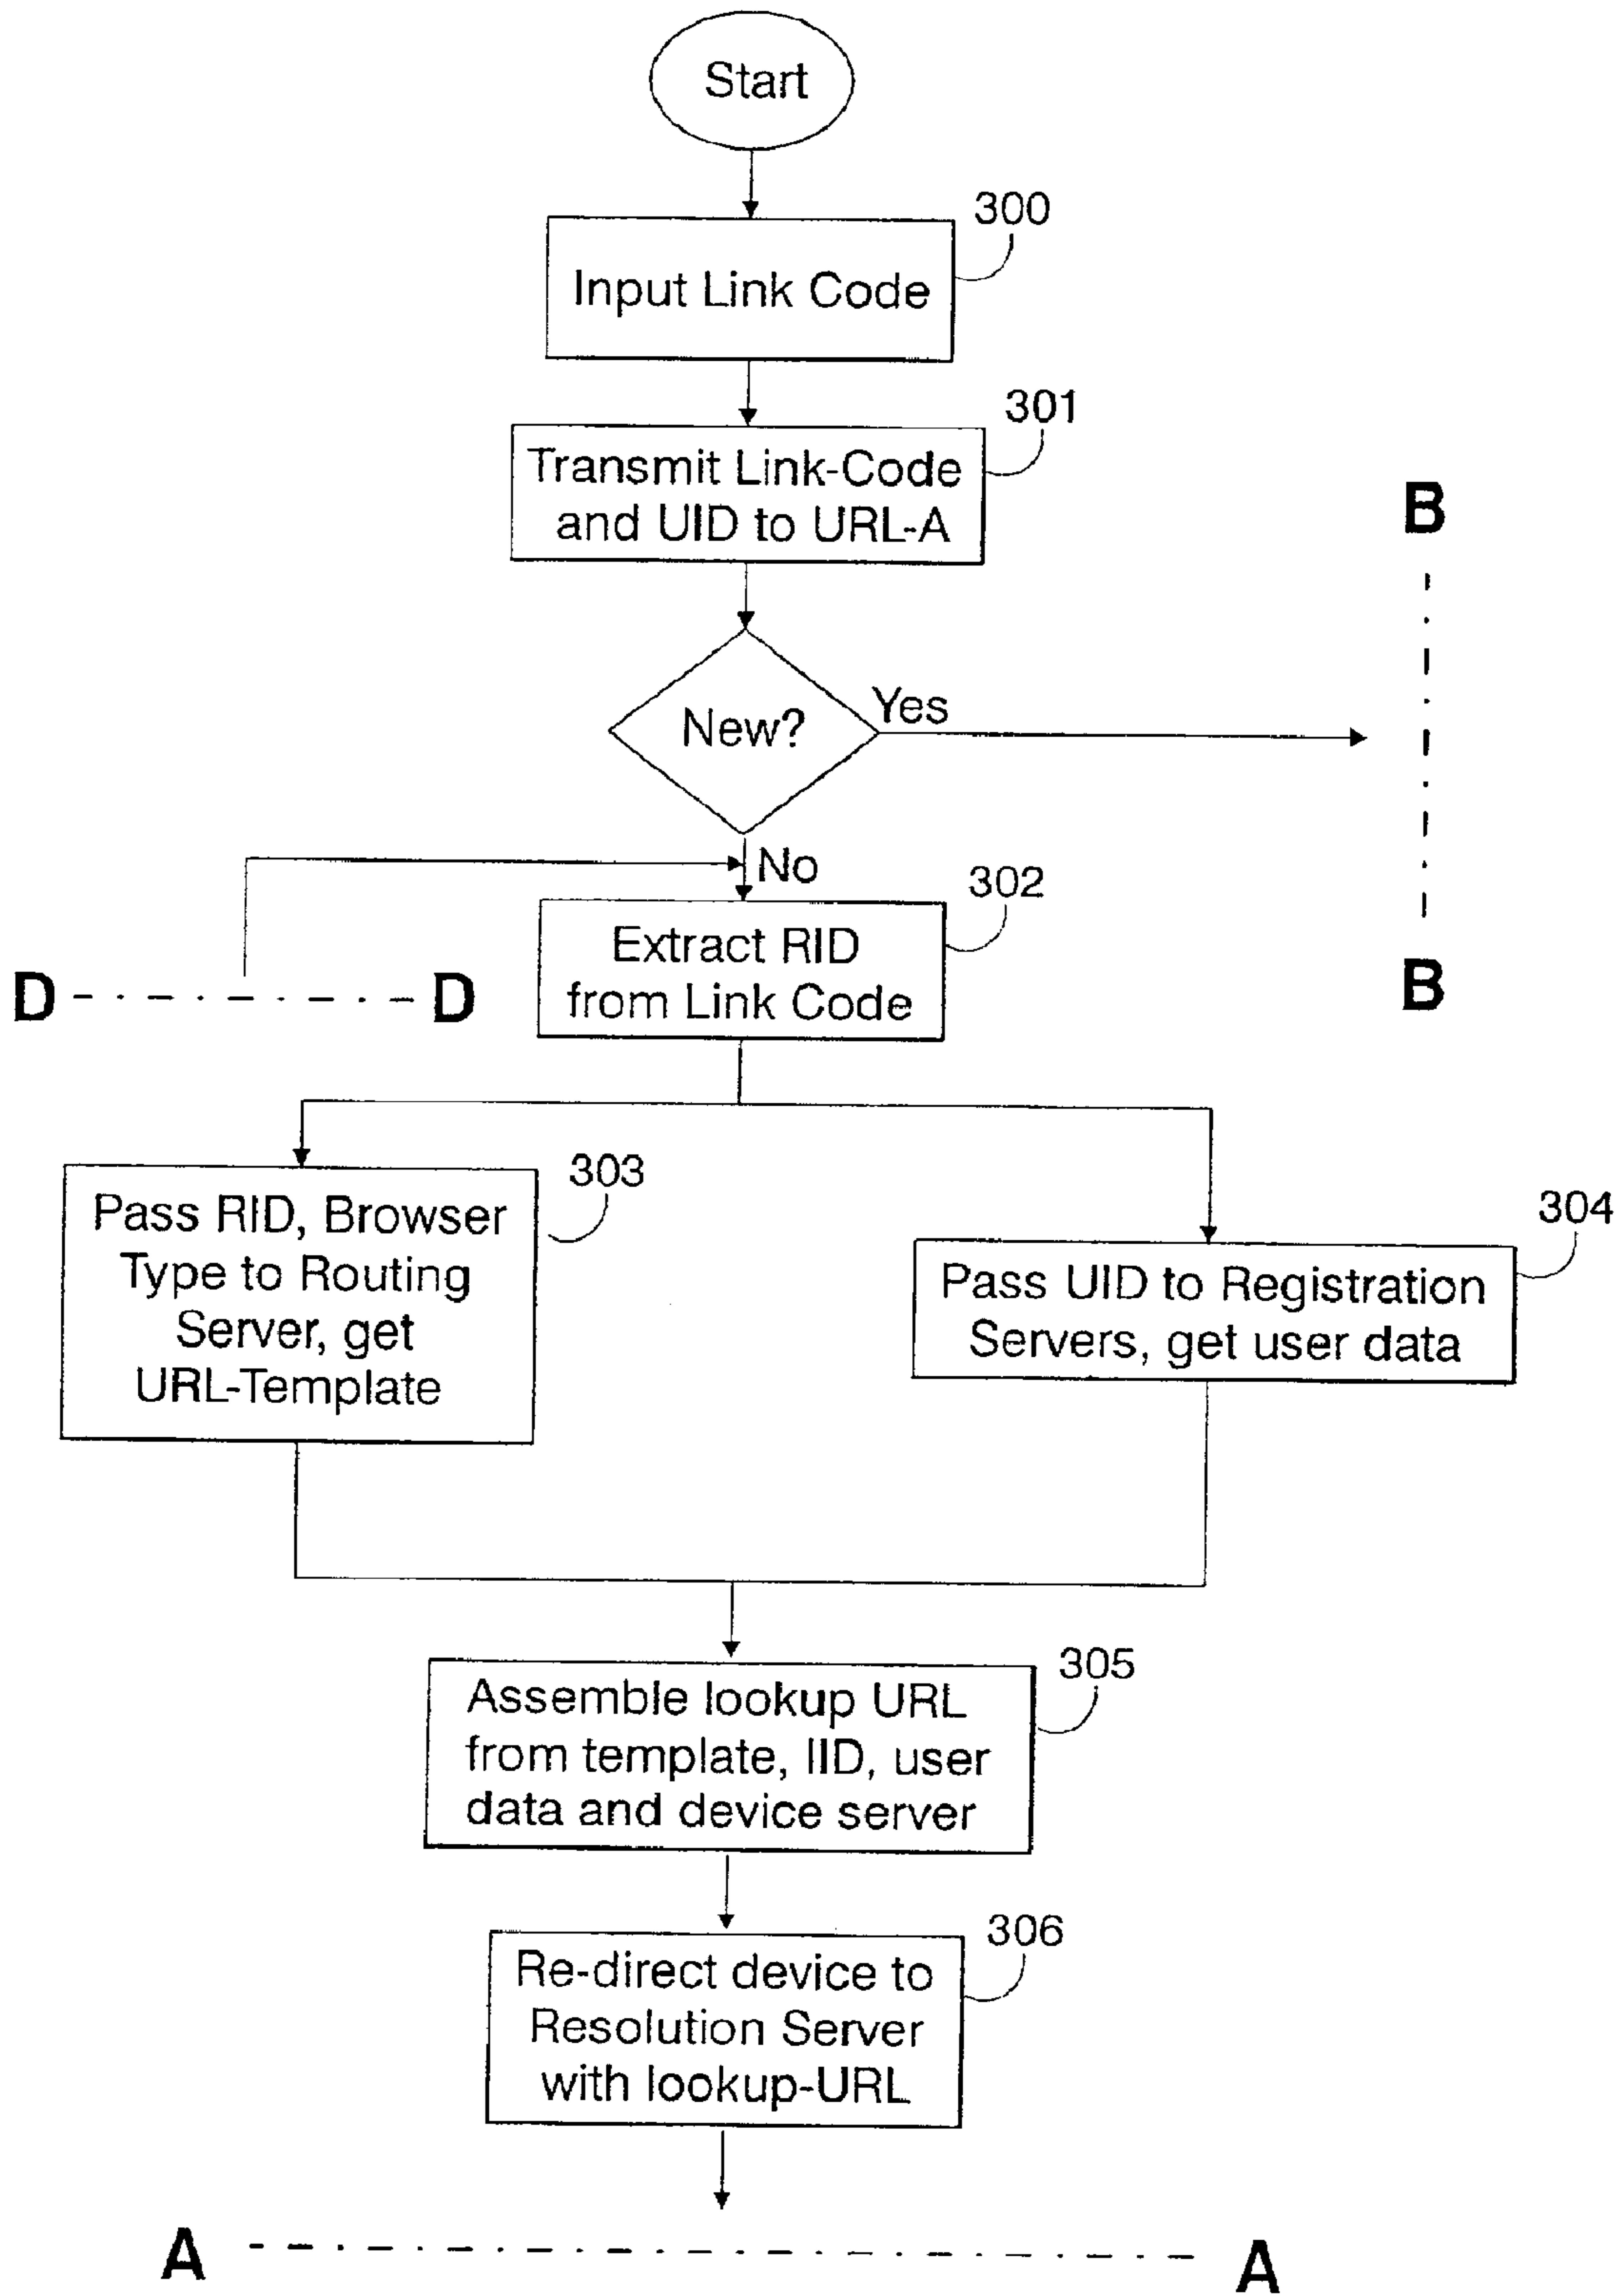 Start
300
Input Link Code
301
Transmit Link-Code
and UID to URL-A
B
New?
Yes
No
302
Extract RID
from Link Code
D
D
B
303
Pass RID, Browser
Type to Routing
Server, get
URL-Template
304
Pass UID to Registration
Servers, get user data
305
Assemble lookup URL
from template, IID, user
data and device server
306
Re-direct device to
Resolution Server
with lookup-URL
A
A